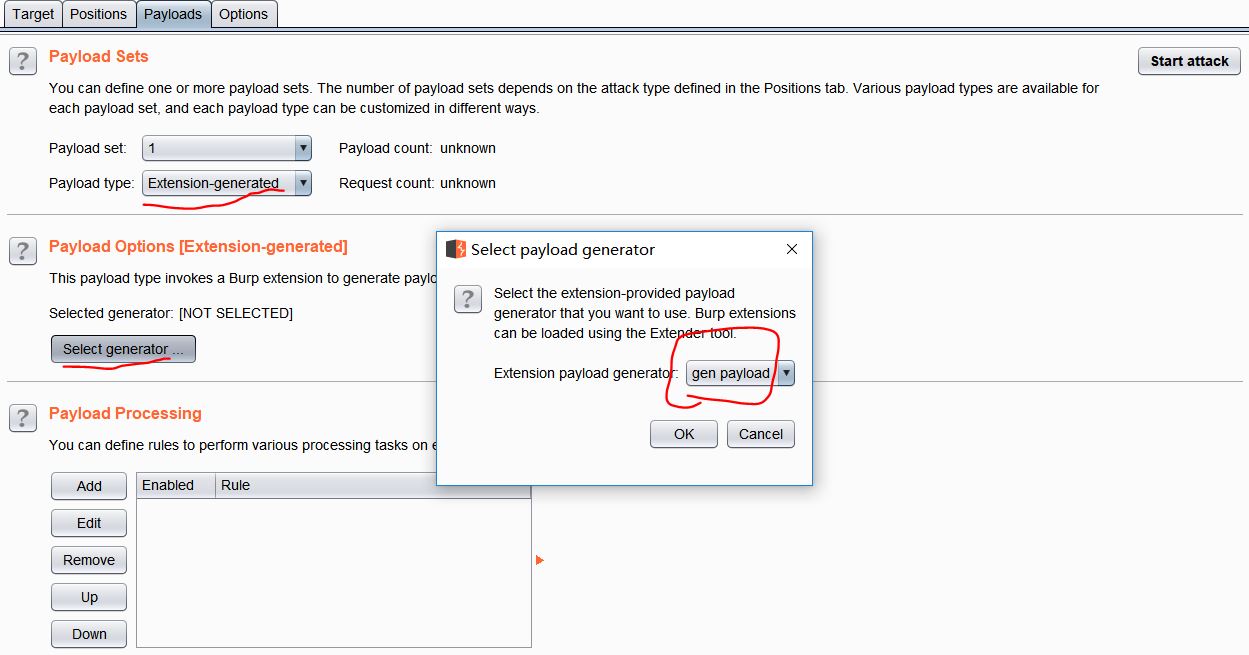 Target Positions Payloads Options
? Payload Sets
Start attack
You can define one or more payload sets. The number of payload sets depends on the attack type defined in the Positions tab. Various payload types are available for
each payload set, and each payload type can be customized in different ways.
Payload set: 1 Payload count: unknown
Payload type: Extension-generated Request count: unknown
? Payload Options [Extension-generated]
This payload type invokes a Burp extension to generate paylo
Selected generator: [NOT SELECTED]
Select generator ...
? Payload Processing
You can define rules to perform various processing tasks on e
Add
Edit
Remove
Up
Down
Enabled Rule
Select payload generator
? Select the extension-provided payload
generator that you want to use. Burp extensions
can be loaded using the Extender tool.
Extension payload generator: gen payload
OK Cancel